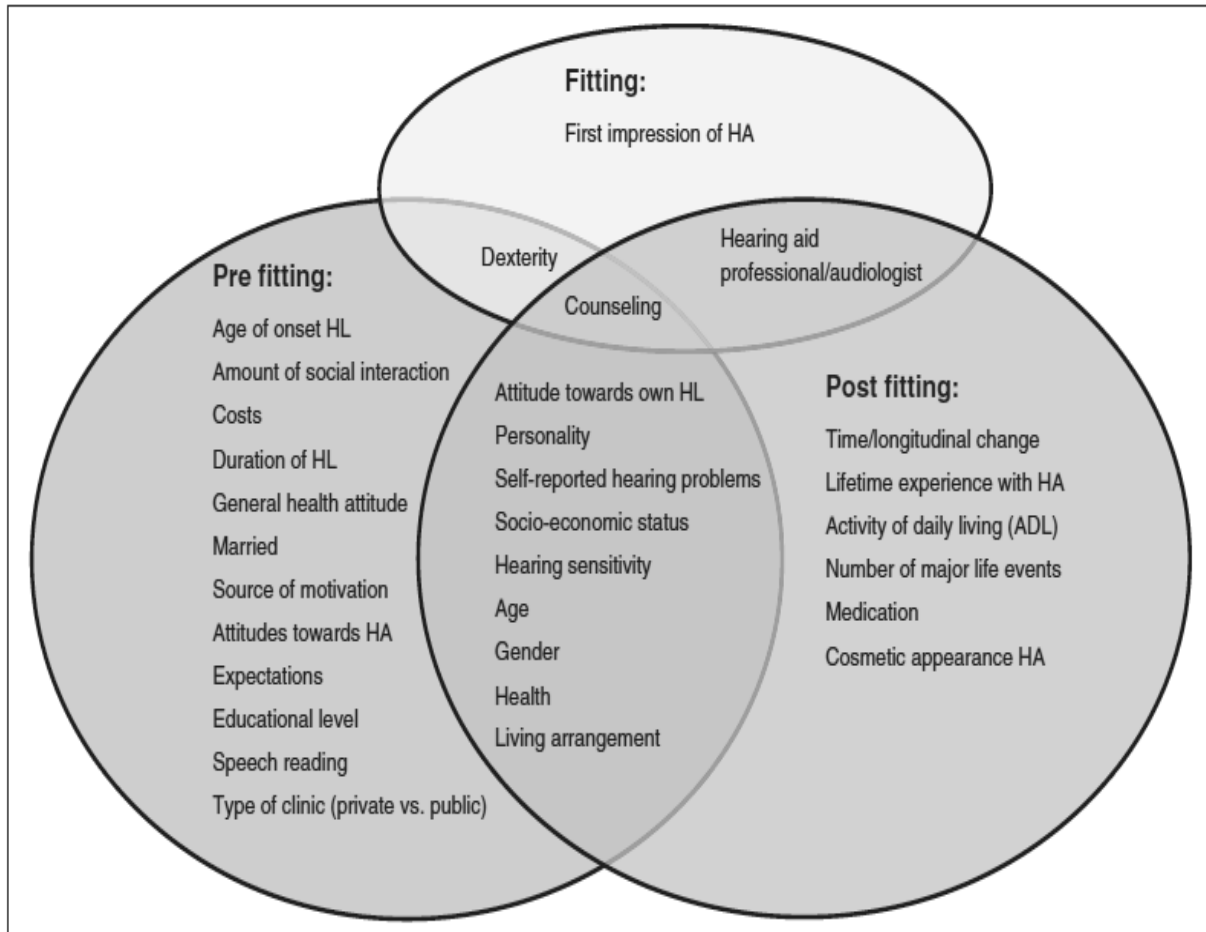 Fitting:
First impression of HA
Dexterity
Hearing aid
professional/audiologist
Counseling
Pre fitting:
Age of onset HL
Amount of social interaction
Costs
Duration of HL
General health attitude
Married
Source of motivation
Attitudes towards HA
Expectations
Educational level
Speech reading
Type of clinic (private vs. public)
Attitude towards own HL
Personality
Self-reported hearing problems
Socio-economic status
Hearing sensitivity
Age
Gender
Health
Living arrangement
Post fitting:
Time/longitudinal change
Lifetime experience with HA
Activity of daily living (ADL)
Number of major life events
Medication
Cosmetic appearance HA